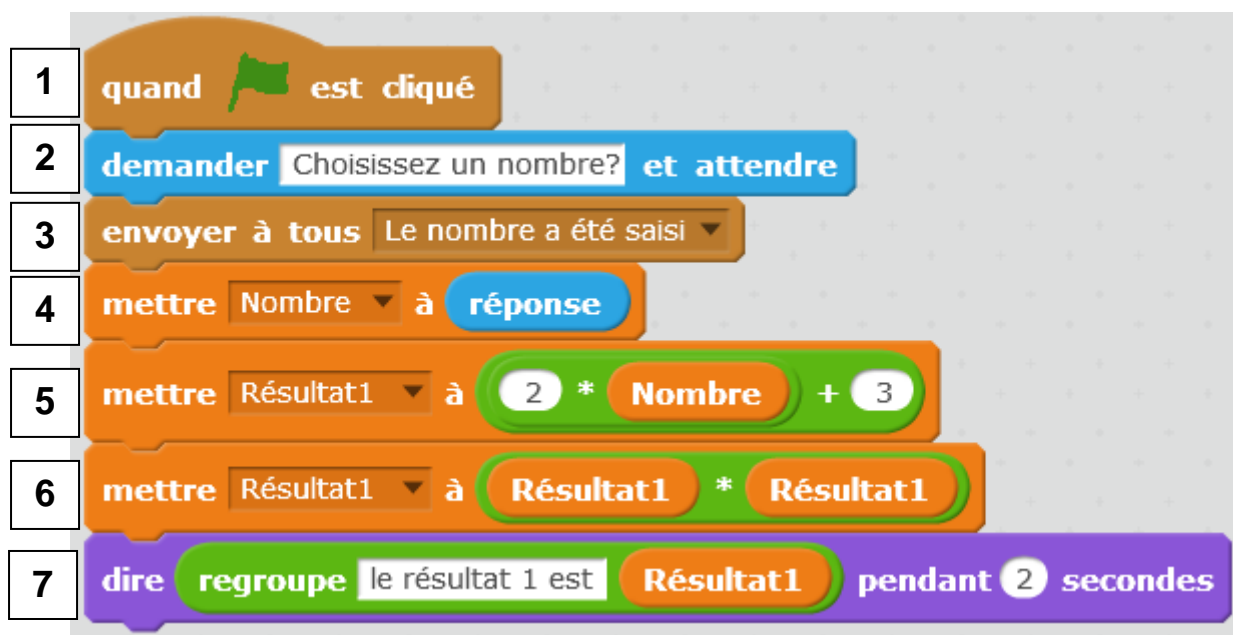 1 quand est cliqué
2 demander Choisissez un nombre? et attendre
3 envoyer à tous Le nombre a été saisi
4 mettre Nombre à réponse
5 mettre Résultat1 à 2 * Nombre + 3
6 mettre Résultat1 à Résultat1 * Résultat1
7 dire regroupe le résultat 1 est Résultat1 pendant 2 secondes